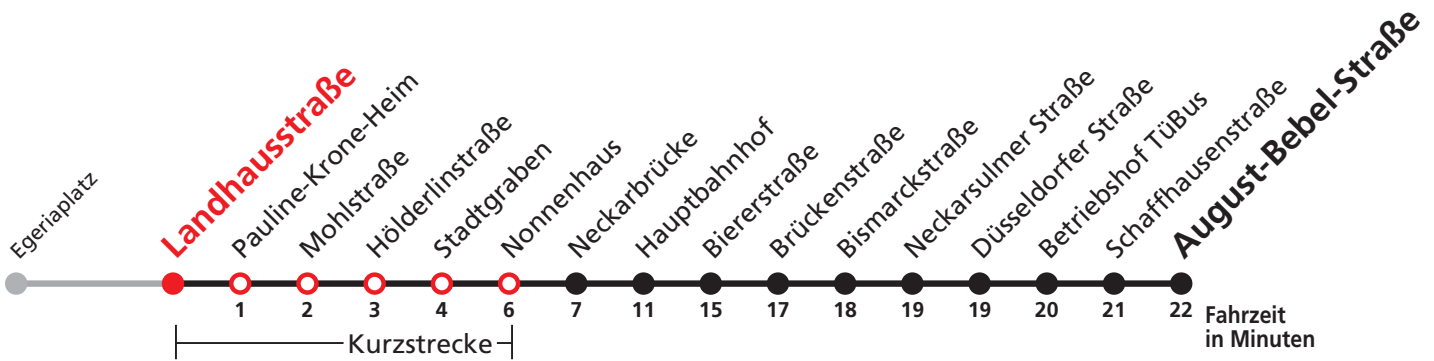 Egeriaplatz
Landhausstraße
Pauline-Krone-Heim
Mohlstraße
Hölderlinstraße
Stadtgraben
Nonnenhaus
Neckarbrücke
Hauptbahnhof
Biererstraße
Brückenstraße
Bismarckstraße
Neckarsulmer Straße
Düsseldorfer Straße
Betriebshof TüBus
Schaffhausenstraße
August-Bebel-Straße
1 2 3 4 6 7 11 15 17 18 19 19 20 21 22
Fahrzeit
in Minuten
Kurzstrecke